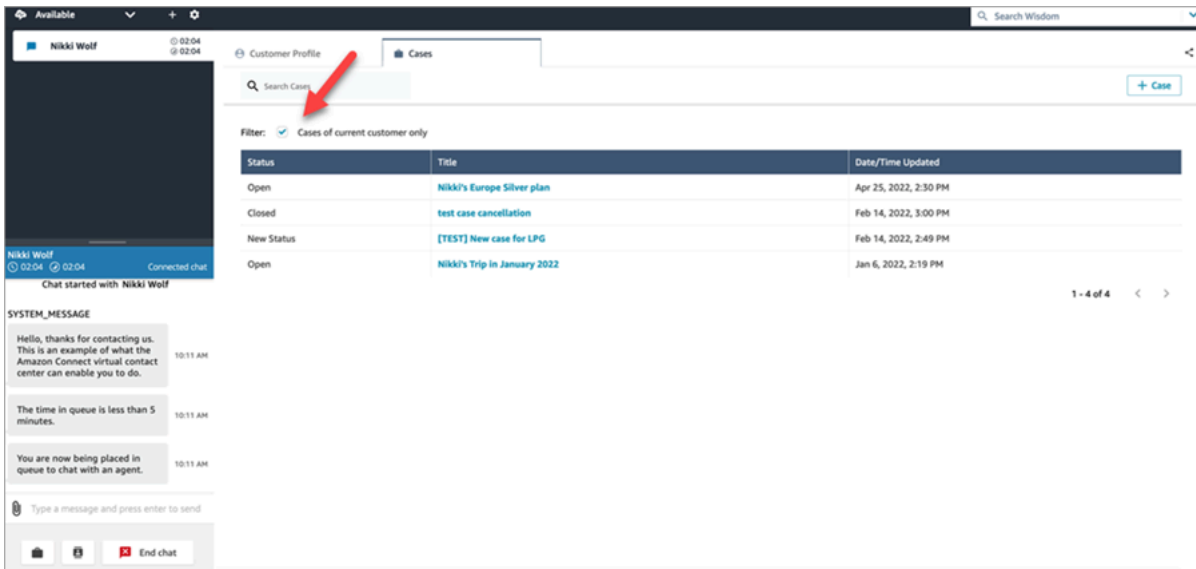 Available
Search Wisdom
Nikki Wolf
02:04
02:04
Customer Profile
Cases
Search Cases
+ Case
Filter:
Cases of current customer only
Status Title Date/Time Updated
Open Nikki's Europe Silver plan Apr 25, 2022, 2:30 PM
Closed test case cancellation Feb 14, 2022, 3:00 PM
New Status [TEST] New case for LPG Feb 14, 2022, 2:49 PM
Open Nikki's Trip in January 2022 Jan 6, 2022, 2:19 PM
1 - 4 of 4
Nikki Wolf
02:04 02:04 Connected chat
Chat started with Nikki Wolf
SYSTEM_MESSAGE
Hello, thanks for contacting us.
This is an example of what the
Amazon Connect virtual contact
center can enable you to do.
10:11 AM
The time in queue is less than 5
minutes.
10:11 AM
You are now being placed in
queue to chat with an agent.
10:11 AM
Type a message and press enter to send
End chat